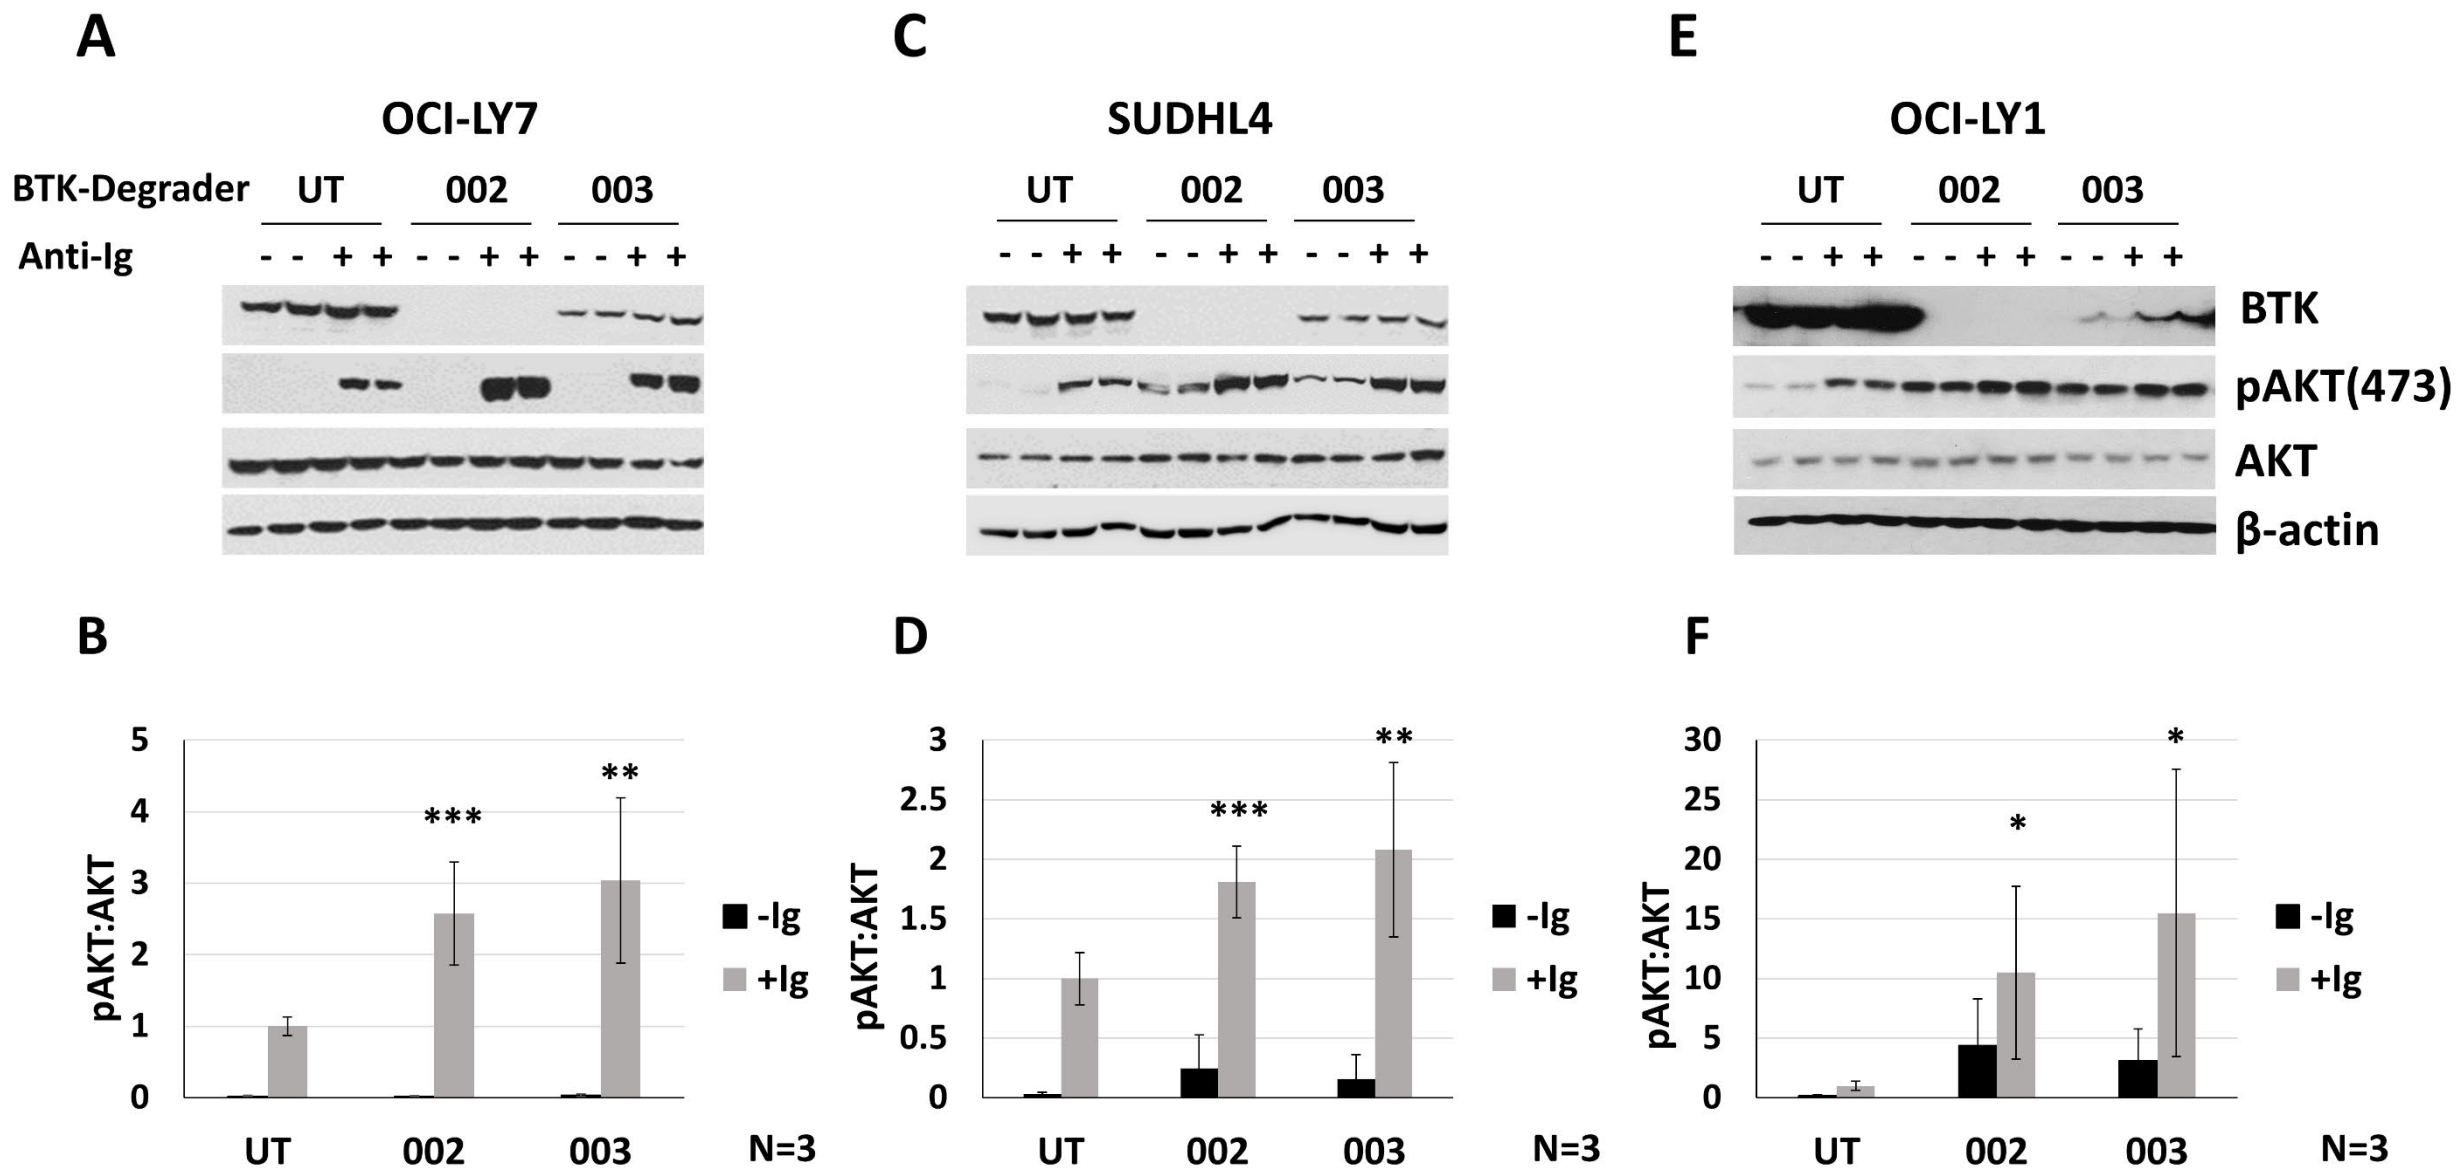 A
C
E
OCI-LY7
SUDHL4
OCI-LY1
BTK-Degrader UT 002 003
UT 002 003
UT 002 003
Anti-Ig - - + + - - + + - - + +
- - + + - - + + - - + +
- - + + - - + + - - + +
BTK
pAKT(473)
AKT
β-actin
B
D
F
pAKT:AKT
5
4
3
2
1
0
***
**
UT 002 003
-Ig
+Ig
N=3
pAKT:AKT
3
2.5
2
1.5
1
0.5
0
***
**
UT 002 003
-Ig
+Ig
N=3
pAKT:AKT
30
25
20
15
10
5
0
*
*
UT 002 003
-Ig
+Ig
N=3